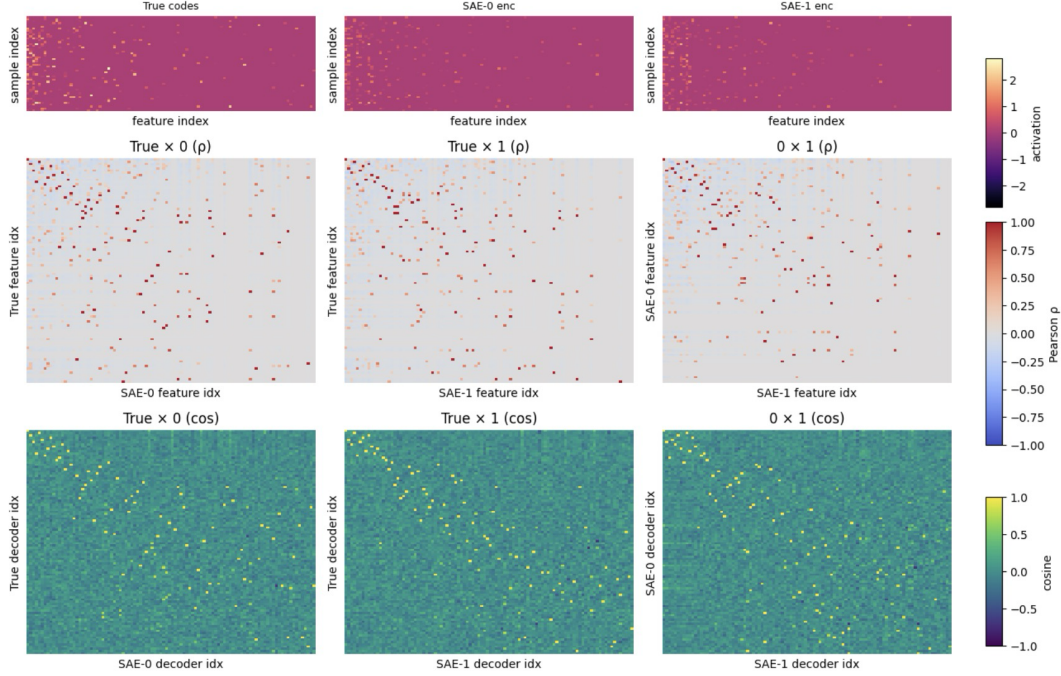 True codes
SAE-0 enc
SAE-1 enc
sample index
sample index
sample index
feature index
feature index
feature index
2
1
0
−1
−2
activation
True × 0 (ρ)
True × 1 (ρ)
0 × 1 (ρ)
True feature idx
True feature idx
SAE-0 feature idx
SAE-0 feature idx
SAE-1 feature idx
SAE-1 feature idx
1.00
0.75
0.50
0.25
0.00
−0.25
−0.50
−0.75
−1.00
Pearson ρ
True × 0 (cos)
True × 1 (cos)
0 × 1 (cos)
True decoder idx
True decoder idx
SAE-0 decoder idx
SAE-0 decoder idx
SAE-1 decoder idx
SAE-1 decoder idx
1.0
0.5
0.0
−0.5
−1.0
cosine